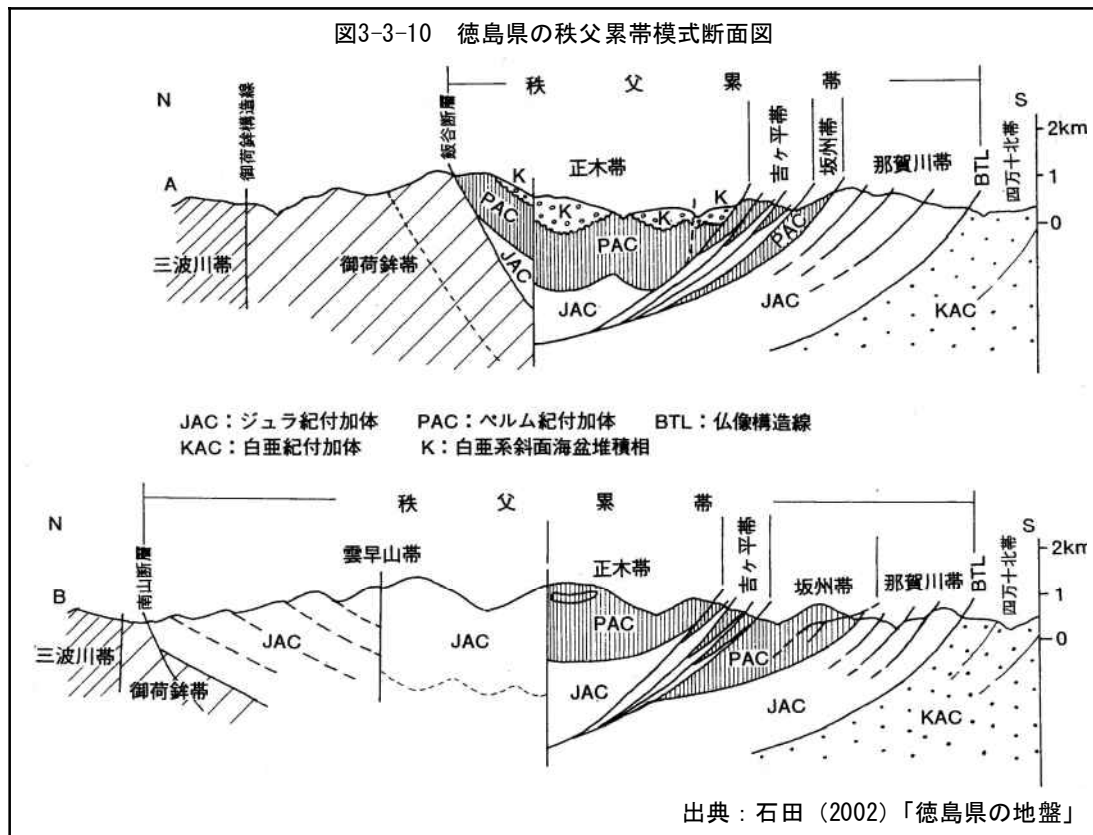 図3-3-10 徳島県の秩父累帯模式断面図
秩父累帯
N
御荷鉾構造線
飯谷断層
正木帯
吉ヶ平帯
坂州帯
那賀川帯
BTL
四万十北帯
S
2km
1
0
A
K
K
K
K
PAC
PAC
PAC
JAC
JAC
JAC
KAC
三波川帯
御荷鉾帯
JAC：ジュラ紀付加体 PAC：ペルム紀付加体 BTL：仏像構造線
KAC：白亜紀付加体 K：白亜系斜面海盆堆積相
秩父累帯
N
南山断層
雲早山帯
正木帯
吉ヶ平帯
坂州帯
那賀川帯
BTL
四万十北帯
S
2km
1
0
B
三波川帯
御荷鉾帯
JAC
JAC
PAC
JAC
PAC
JAC
KAC
出典：石田（2002）「徳島県の地盤」